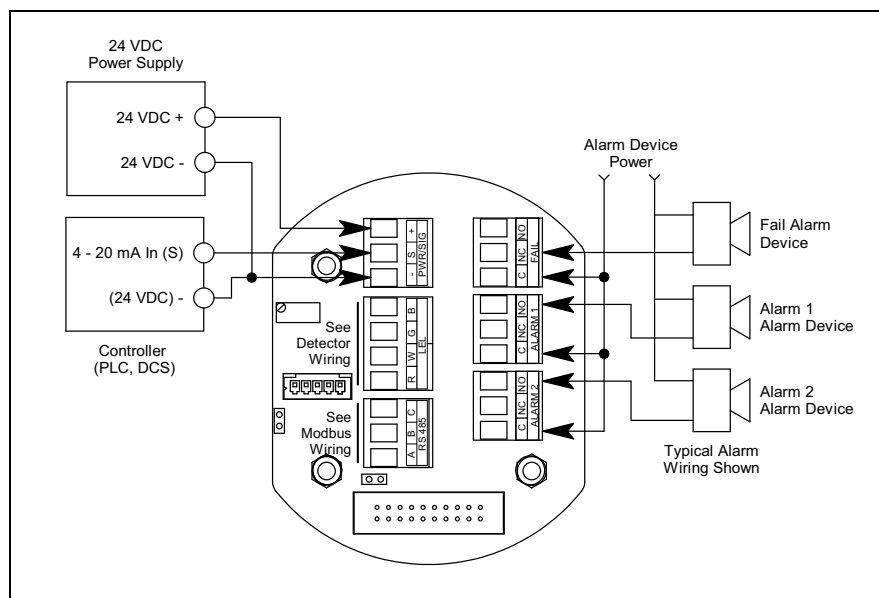 24 VDC
Power Supply
24 VDC +
24 VDC -
4 - 20 mA In (S)
(24 VDC) -
Controller
(PLC, DCS)
+
S
-
PWR/SIG
See
Detector
Wiring
B
G
W
R
LEL
See
Modbus
Wiring
C
B
A
RS 485
NO
NC
C
FAIL
NO
NC
C
ALARM 1
NO
NC
C
ALARM 2
Alarm Device
Power
Fail Alarm
Device
Alarm 1
Alarm Device
Alarm 2
Alarm Device
Typical Alarm
Wiring Shown